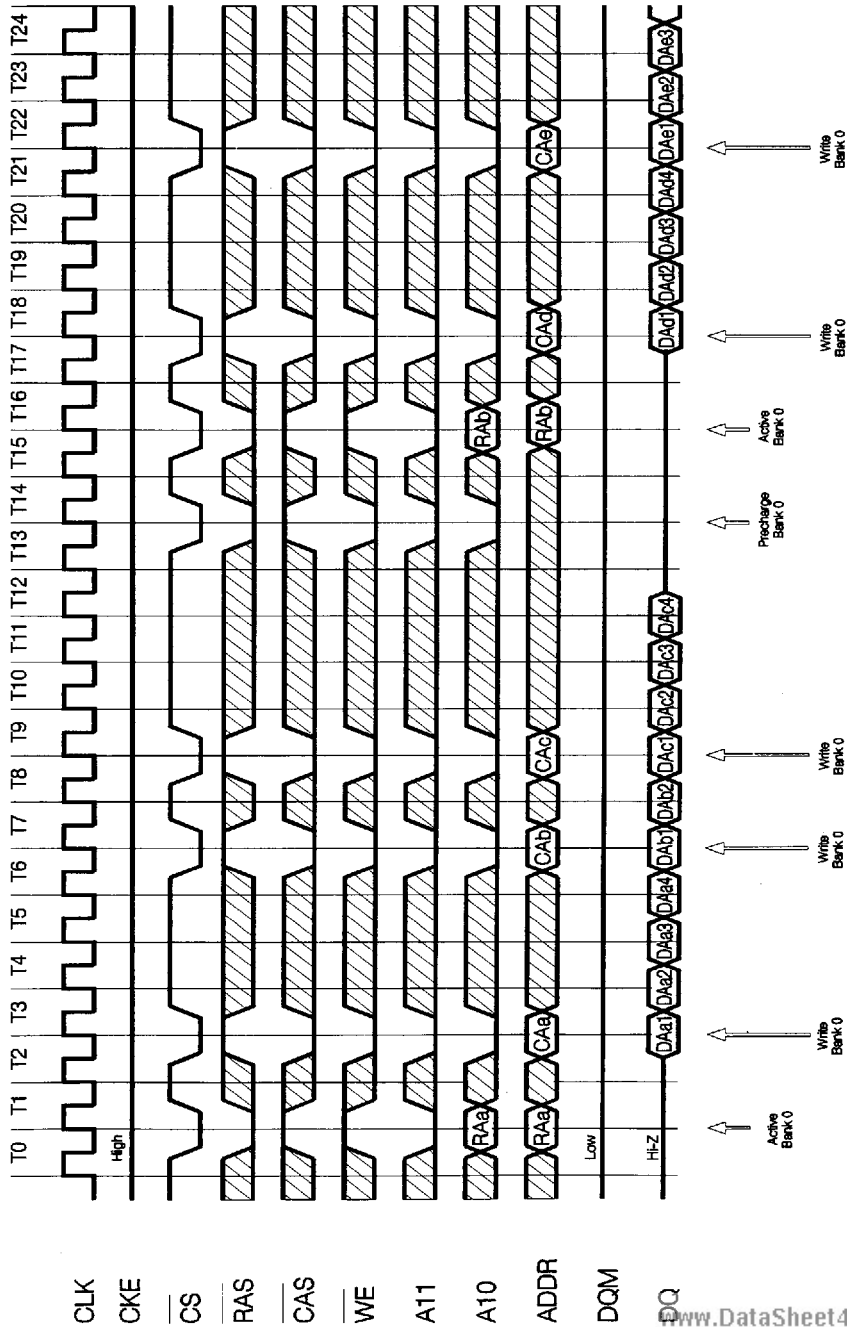 T0 T1 T2 T3 T4 T5 T6 T7 T8 T9 T10 T11 T12 T13 T14 T15 T16 T17 T18 T19 T20 T21 T22 T23 T24
CLK
CKE High
CS
RAS
CAS
WE
A11
A10 RAa RAb
ADDR RAa CAa CAb CAc RAb CAd CAe
DQM Low
DQ Hi-Z DAa1 DAa2 DAa3 DAa4 DAb1 DAb2 DAc1 DAc2 DAc3 DAc4 DAd1 DAd2 DAd3 DAd4 DAe1 DAe2 DAe3
Active Bank 0
Write Bank 0
Write Bank 0
Write Bank 0
Precharge Bank 0
Active Bank 0
Write Bank 0
Write Bank 0
www.DataSheet4